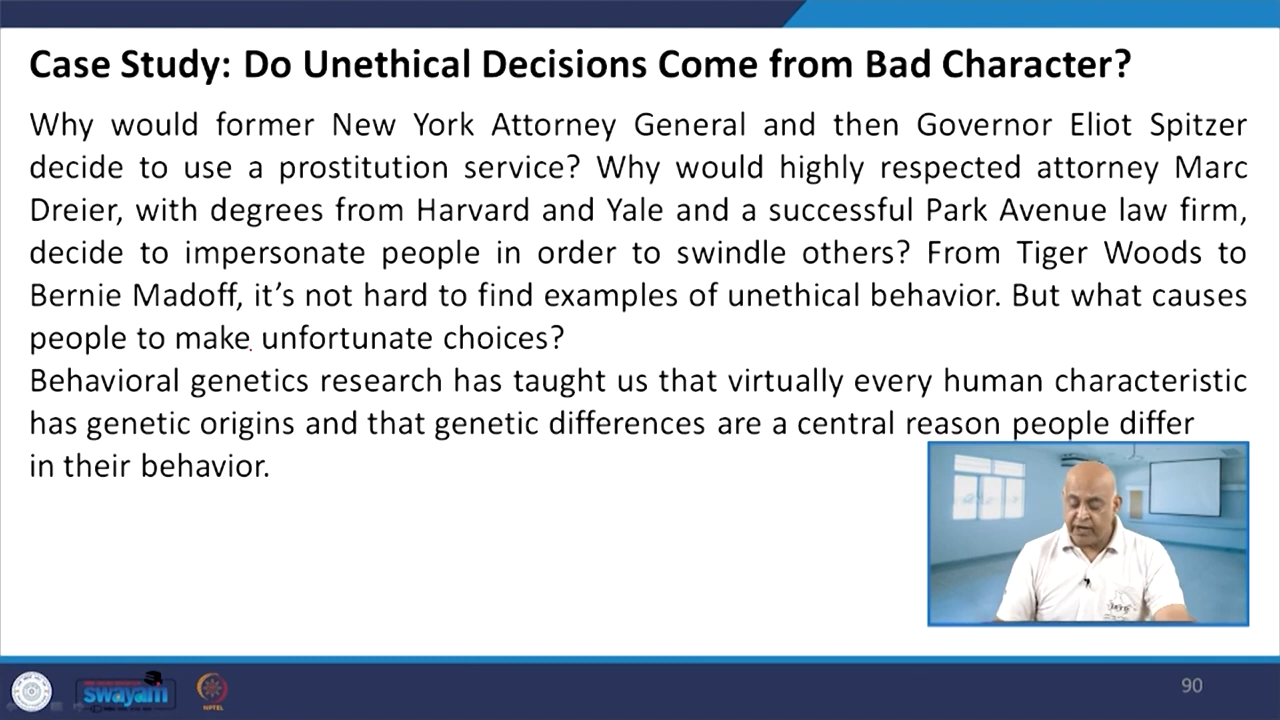 Case Study: Do Unethical Decisions Come from Bad Character?
Why would former New York Attorney General and then Governor Eliot Spitzer
decide to use a prostitution service? Why would highly respected attorney Marc
Dreier, with degrees from Harvard and Yale and a successful Park Avenue law firm,
decide to impersonate people in order to swindle others? From Tiger Woods to
Bernie Madoff, it's not hard to find examples of unethical behavior. But what causes
people to make unfortunate choices?
Behavioral genetics research has taught us that virtually every human characteristic
has genetic origins and that genetic differences are a central reason people differ
in their behavior.
swayam
NPTEL
90